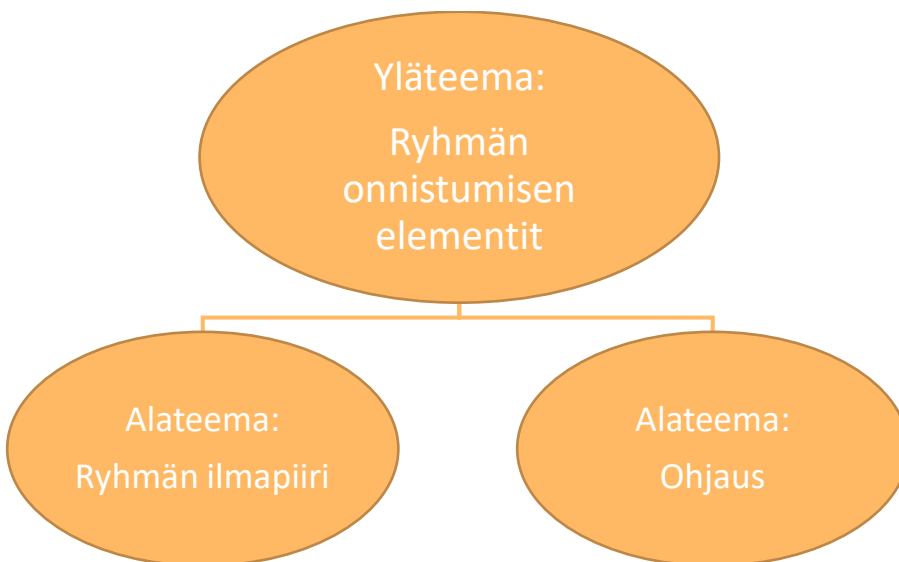 Yläteema:
Ryhmän
onnistumisen
elementit
Alateema:
Ryhmän ilmapiiri
Alateema:
Ohjaus